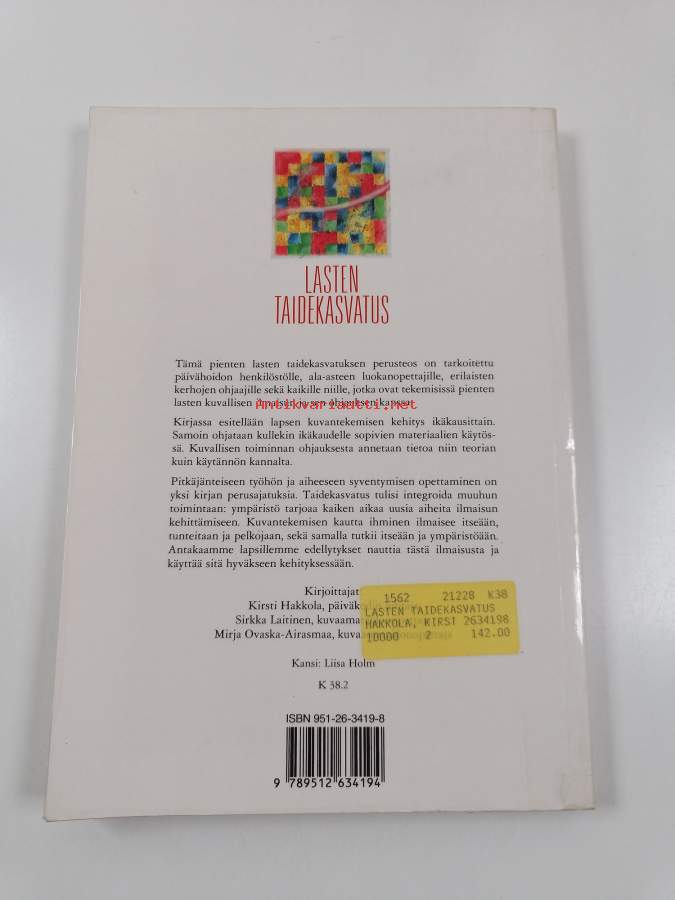 LASTEN
TAIDEKASVATUS
Tämä pienten lasten taidekasvatuksen perusteos on tarkoitettu
päivähoidon henkilöstölle, ala-asteen luokanopettajille, erilaisten
kerhojen ohjaajille sekä kaikille niille, jotka ovat tekemisissä pienten
lasten kuvallisen ilmaisun ja sen ohjauksen kanssa.
Antikvariaatti.net
Kirjassa esitellään lapsen kuvantekemisen kehitys ikäkausittain.
Samoin ohjataan kullekin ikäkaudelle sopivien materiaalien käytös-
sä. Kuvallisen toiminnan ohjauksesta annetaan tietoa niin teorian
kuin käytännön kannalta.
Pitkäjänteiseen työhön ja aiheeseen syventymisen opettaminen on
yksi kirjan perusajatuksia. Taidekasvatus tulisi integroida muuhun
toimintaan: ympäristö tarjoaa kaiken aikaa uusia aiheita ilmaisun
kehittämiseen. Kuvantekemisen kautta ihminen ilmaisee itseään,
tunteitaan ja pelkojaan, sekä samalla tutkii itseään ja ympäristöään.
Antakaamme lapsillemme edellytykset nauttia tästä ilmaisusta ja
käyttää sitä hyväkseen kehityksessään.
Kirjoittajat
Kirsti Hakkola, päiväk
Sirkka Laitinen, kuvaama
Mirja Ovaska-Airasmaa, kuva
1562 21228 K38
LASTEN TAIDEKASVATUS
HAKKOLA, KIRST 2634198
10000 2 142.00
Kansi: Liisa Holm
K 38.2
ISBN 951-26-3419-8
9 789512 634194